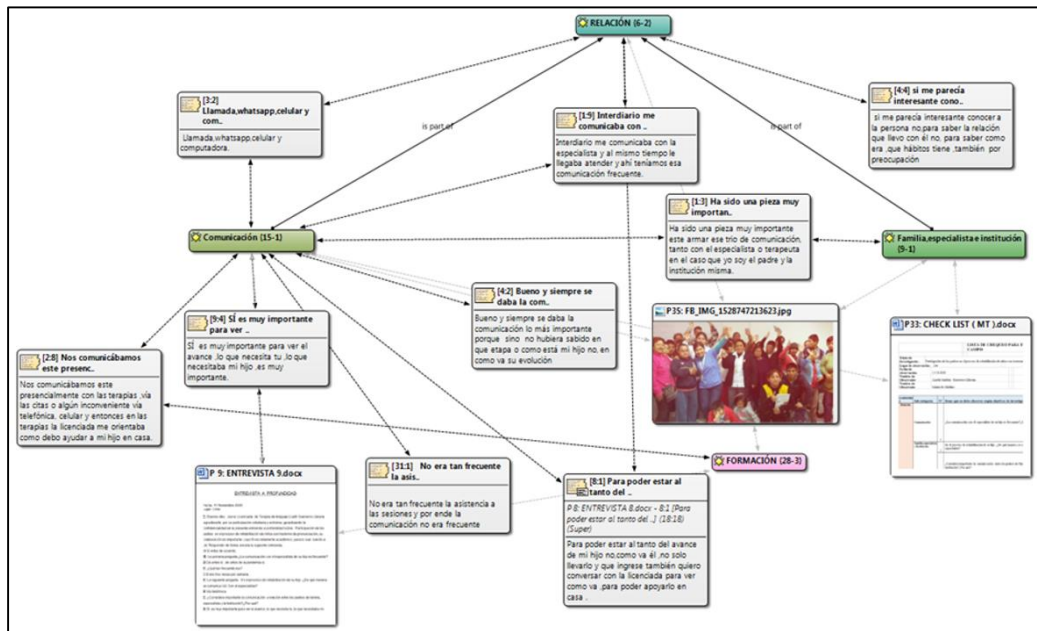 RELACIÓN (6-2)
[3:2]
Llamada,whatsapp,celular y
com..
Llamada,whatsapp,celular y
computadora.
is part of
[1:9] Interdiario me
comunicaba con ..
Interdiario me comunicaba con la
especialista y al mismo tiempo le
llegaba atender y ahí teníamos esa
comunicación frecuente.
is part of
[4:4] si me parecía
interesante cono..
si me parecía interesante conocer a
la persona no,para saber la relación
que llevo con él no, para saber como
era ,que hábitos tiene ,también por
preocupación
[1:3] Ha sido una pieza muy
importan..
Ha sido una pieza muy importante
este armar ese trio de comunicación,
tanto con el especialista o terapeuta
en el caso que yo soy el padre y la
institución misma.
Comunicación (15-1)
Familia,especialista e institución
(9-1)
[4:2] Bueno y siempre se
daba la com..
Bueno y siempre se daba la
comunicación lo más importante
porque sino no hubiera sabido en
que etapa o como está mi hijo no, en
como va su evolución
P35: FB_IMG_1528747213623.jpg
P33: CHECK LIST ( MT ).docx
[9:4] SÍ es muy importante
para ver ..
SÍ es muy importante para ver el
avance ,lo que necesita tu ,lo que
necesitaba mi hijo ,es muy
importante.
[2:8] Nos comunicábamos
este presenc..
Nos comunicábamos este
presencialmente con las terapias ,vía
las citas o algún inconveniente vía
telefónica, celular y entonces en las
terapias la licenciada me orientaba
como debo ayudar a mi hijo en casa.
FORMACIÓN (28-3)
P 9: ENTREVISTA 9.docx
ENTREVISTA A PROFUNDIDAD
[31:1] No era tan frecuente
la asis..
No era tan frecuente la asistencia a
las sesiones y por ende la
comunicación no era frecuente
[8:1] Para poder estar al
tanto del ..
P 8: ENTREVISTA 8.docx - 8:1 [Para
poder estar al tanto del ..] (18:18)
(Super)
Para poder estar al tanto del avance
de mi hijo no,como va él ,no solo
llevarlo y que ingrese también quiero
conversar con la licenciada para ver
como va ,para poder apoyarlo en
casa .